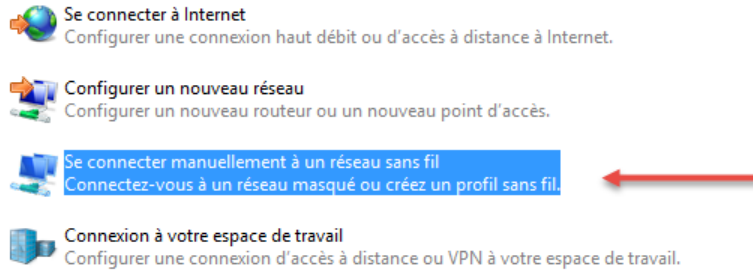 Se connecter à Internet
Configurer une connexion haut débit ou d'accès à distance à Internet.
Configurer un nouveau réseau
Configurer un nouveau routeur ou un nouveau point d'accès.
Se connecter manuellement à un réseau sans fil
Connectez-vous à un réseau masqué ou créez un profil sans fil.
Connexion à votre espace de travail
Configurer une connexion d'accès à distance ou VPN à votre espace de travail.